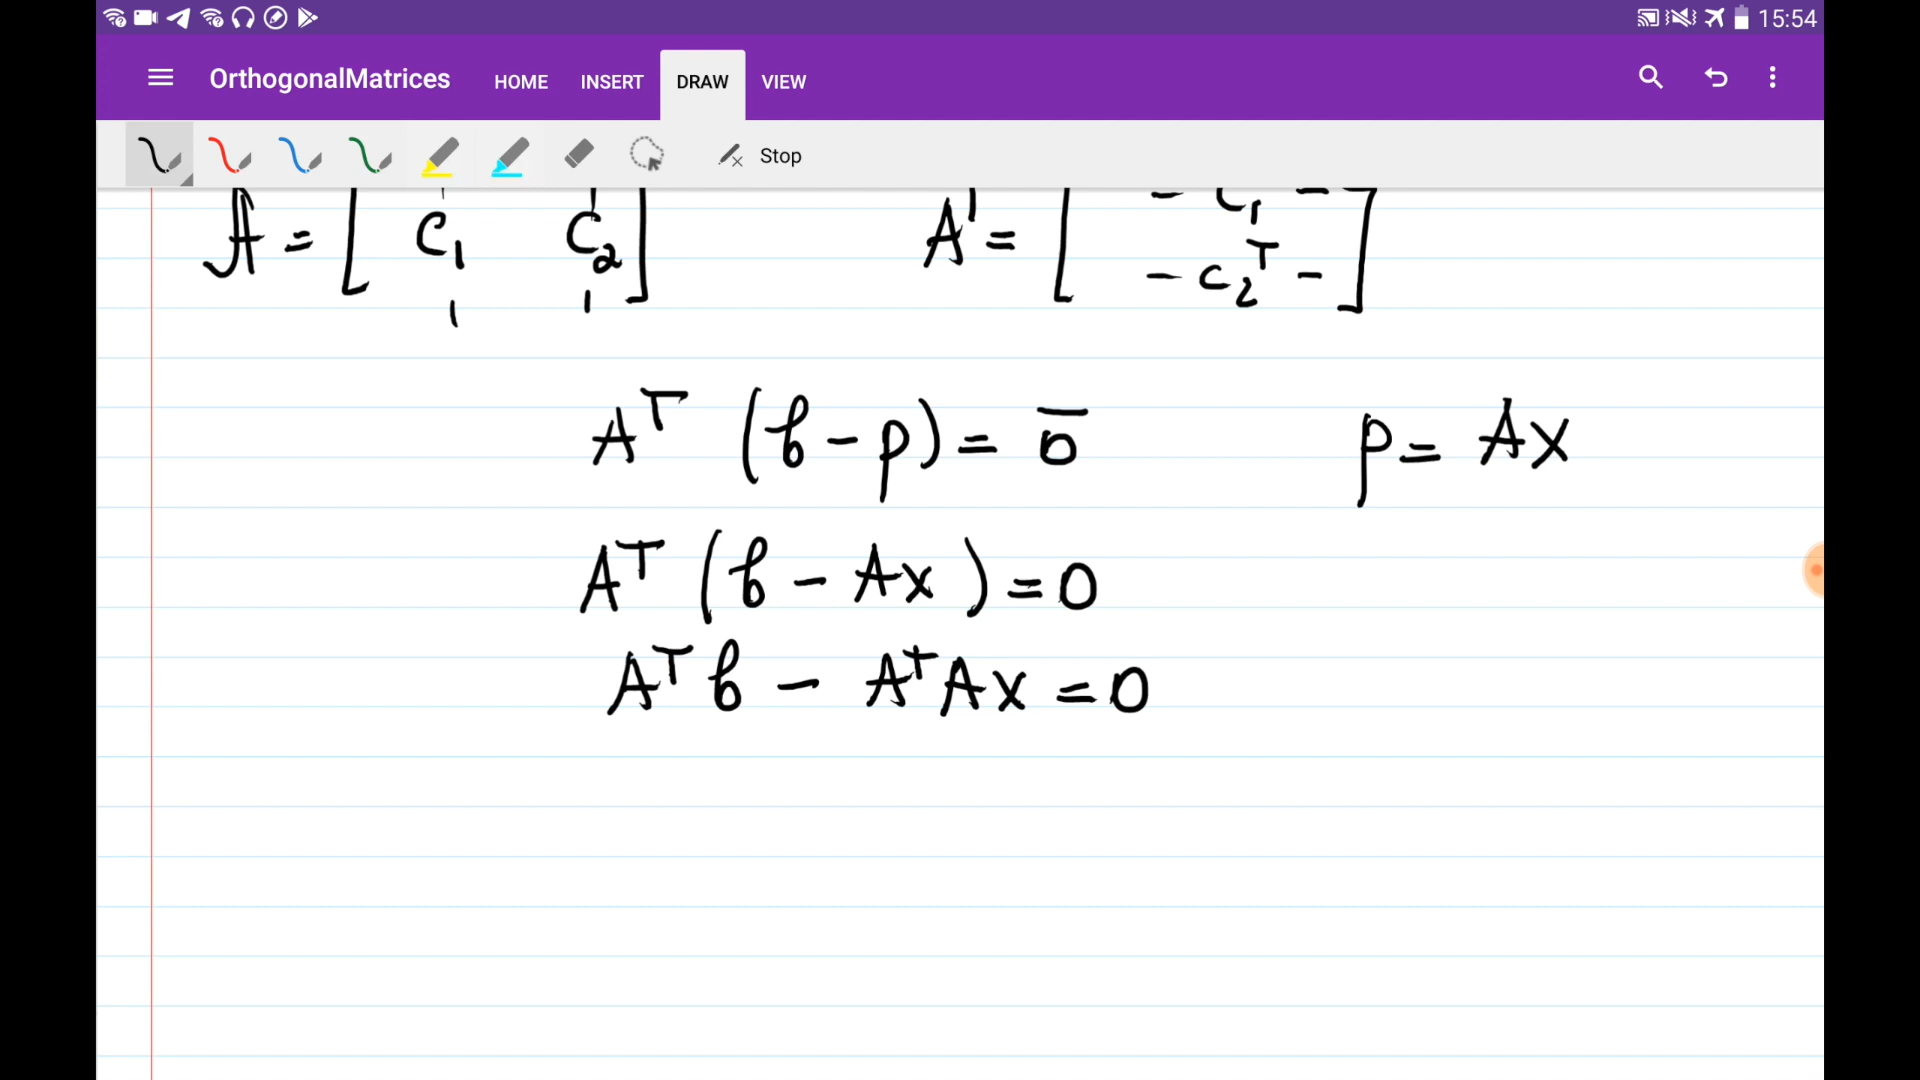 15:54
OrthogonalMatrices HOME INSERT DRAW VIEW
Stop
A = [ C₁ C₂ ] Aᵀ = [ - C₁ - - C₂ᵀ - ]
Aᵀ (b - p) = 0̅ p = Ax
Aᵀ (b - Ax) = 0
Aᵀb - AᵀAx = 0